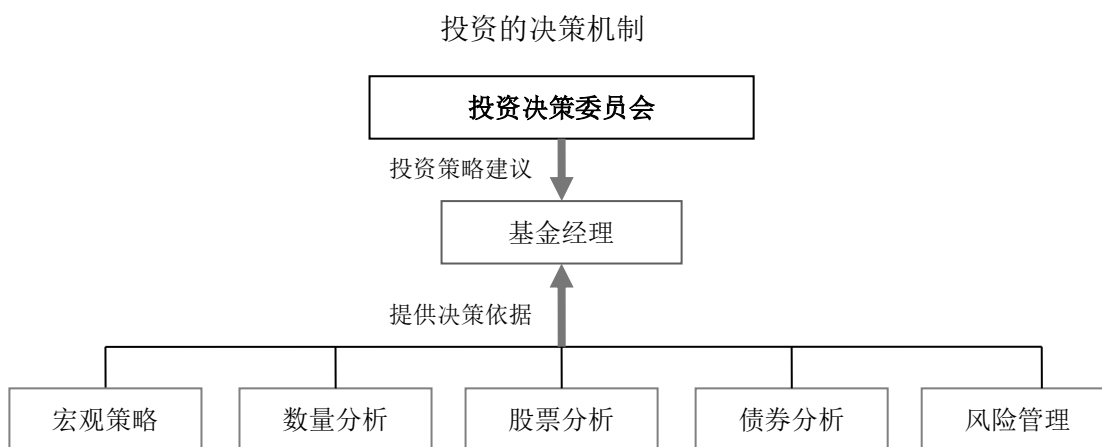 投资的决策机制
投资决策委员会
投资策略建议
基金经理
提供决策依据
宏观策略
数量分析
股票分析
债券分析
风险管理